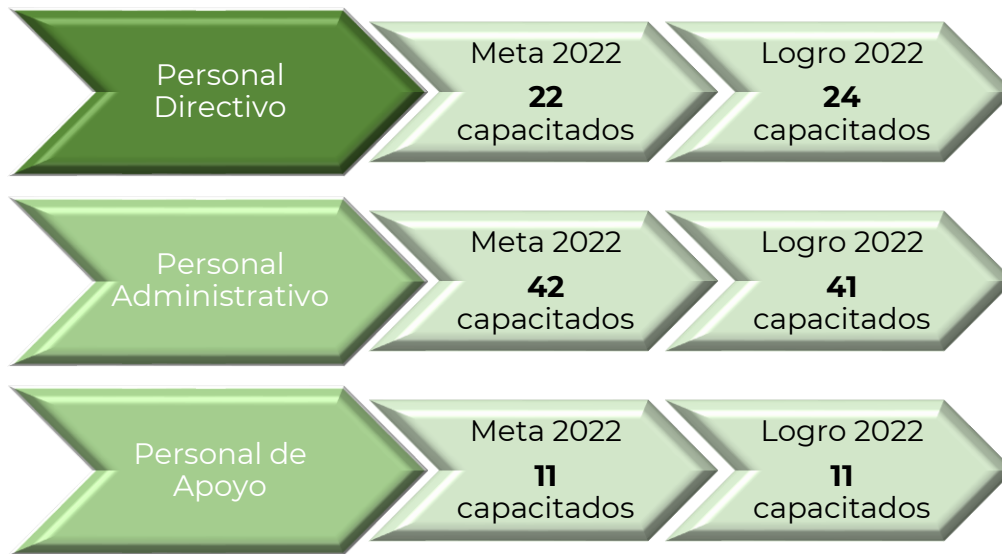 Personal
Directivo
Meta 2022
22
capacitados
Logro 2022
24
capacitados
Personal
Administrativo
Meta 2022
42
capacitados
Logro 2022
41
capacitados
Personal de
Apoyo
Meta 2022
11
capacitados
Logro 2022
11
capacitados